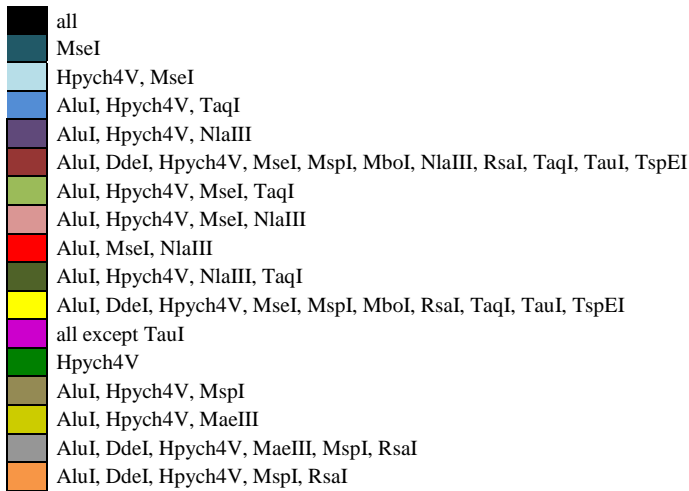 all
MseI
Hpych4V, MseI
AluI, Hpych4V, TaqI
AluI, Hpych4V, NlaIII
AluI, DdeI, Hpych4V, MseI, MspI, MboI, NlaIII, RsaI, TaqI, TauI, TspEI
AluI, Hpych4V, MseI, TaqI
AluI, Hpych4V, MseI, NlaIII
AluI, MseI, NlaIII
AluI, Hpych4V, NlaIII, TaqI
AluI, DdeI, Hpych4V, MseI, MspI, MboI, RsaI, TaqI, TauI, TspEI
all except TauI
Hpych4V
AluI, Hpych4V, MspI
AluI, Hpych4V, MaeIII
AluI, DdeI, Hpych4V, MaeIII, MspI, RsaI
AluI, DdeI, Hpych4V, MspI, RsaI